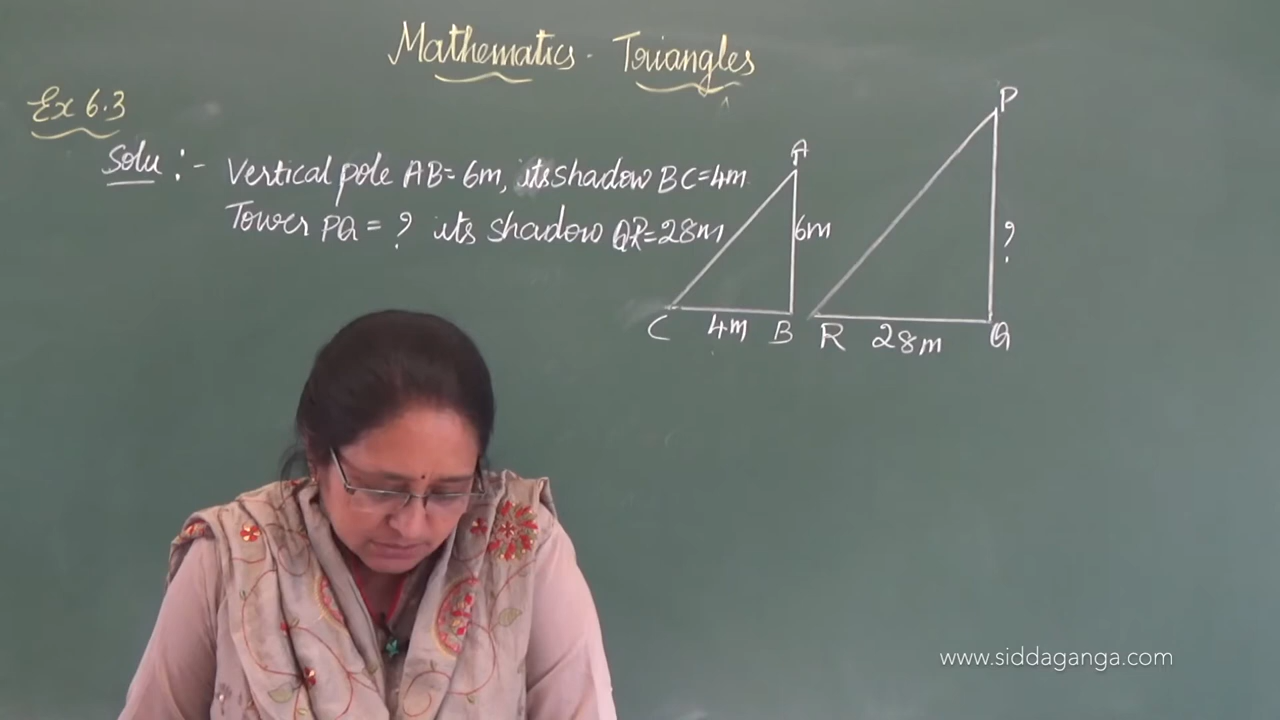 Mathematics - Triangles
Ex 6.3
Solu :- Vertical pole AB = 6m, its shadow BC = 4m
Tower PQ = ? its shadow QR = 28m
A
6m
C 4m B
P
?
R 28m Q
www.siddaganga.com